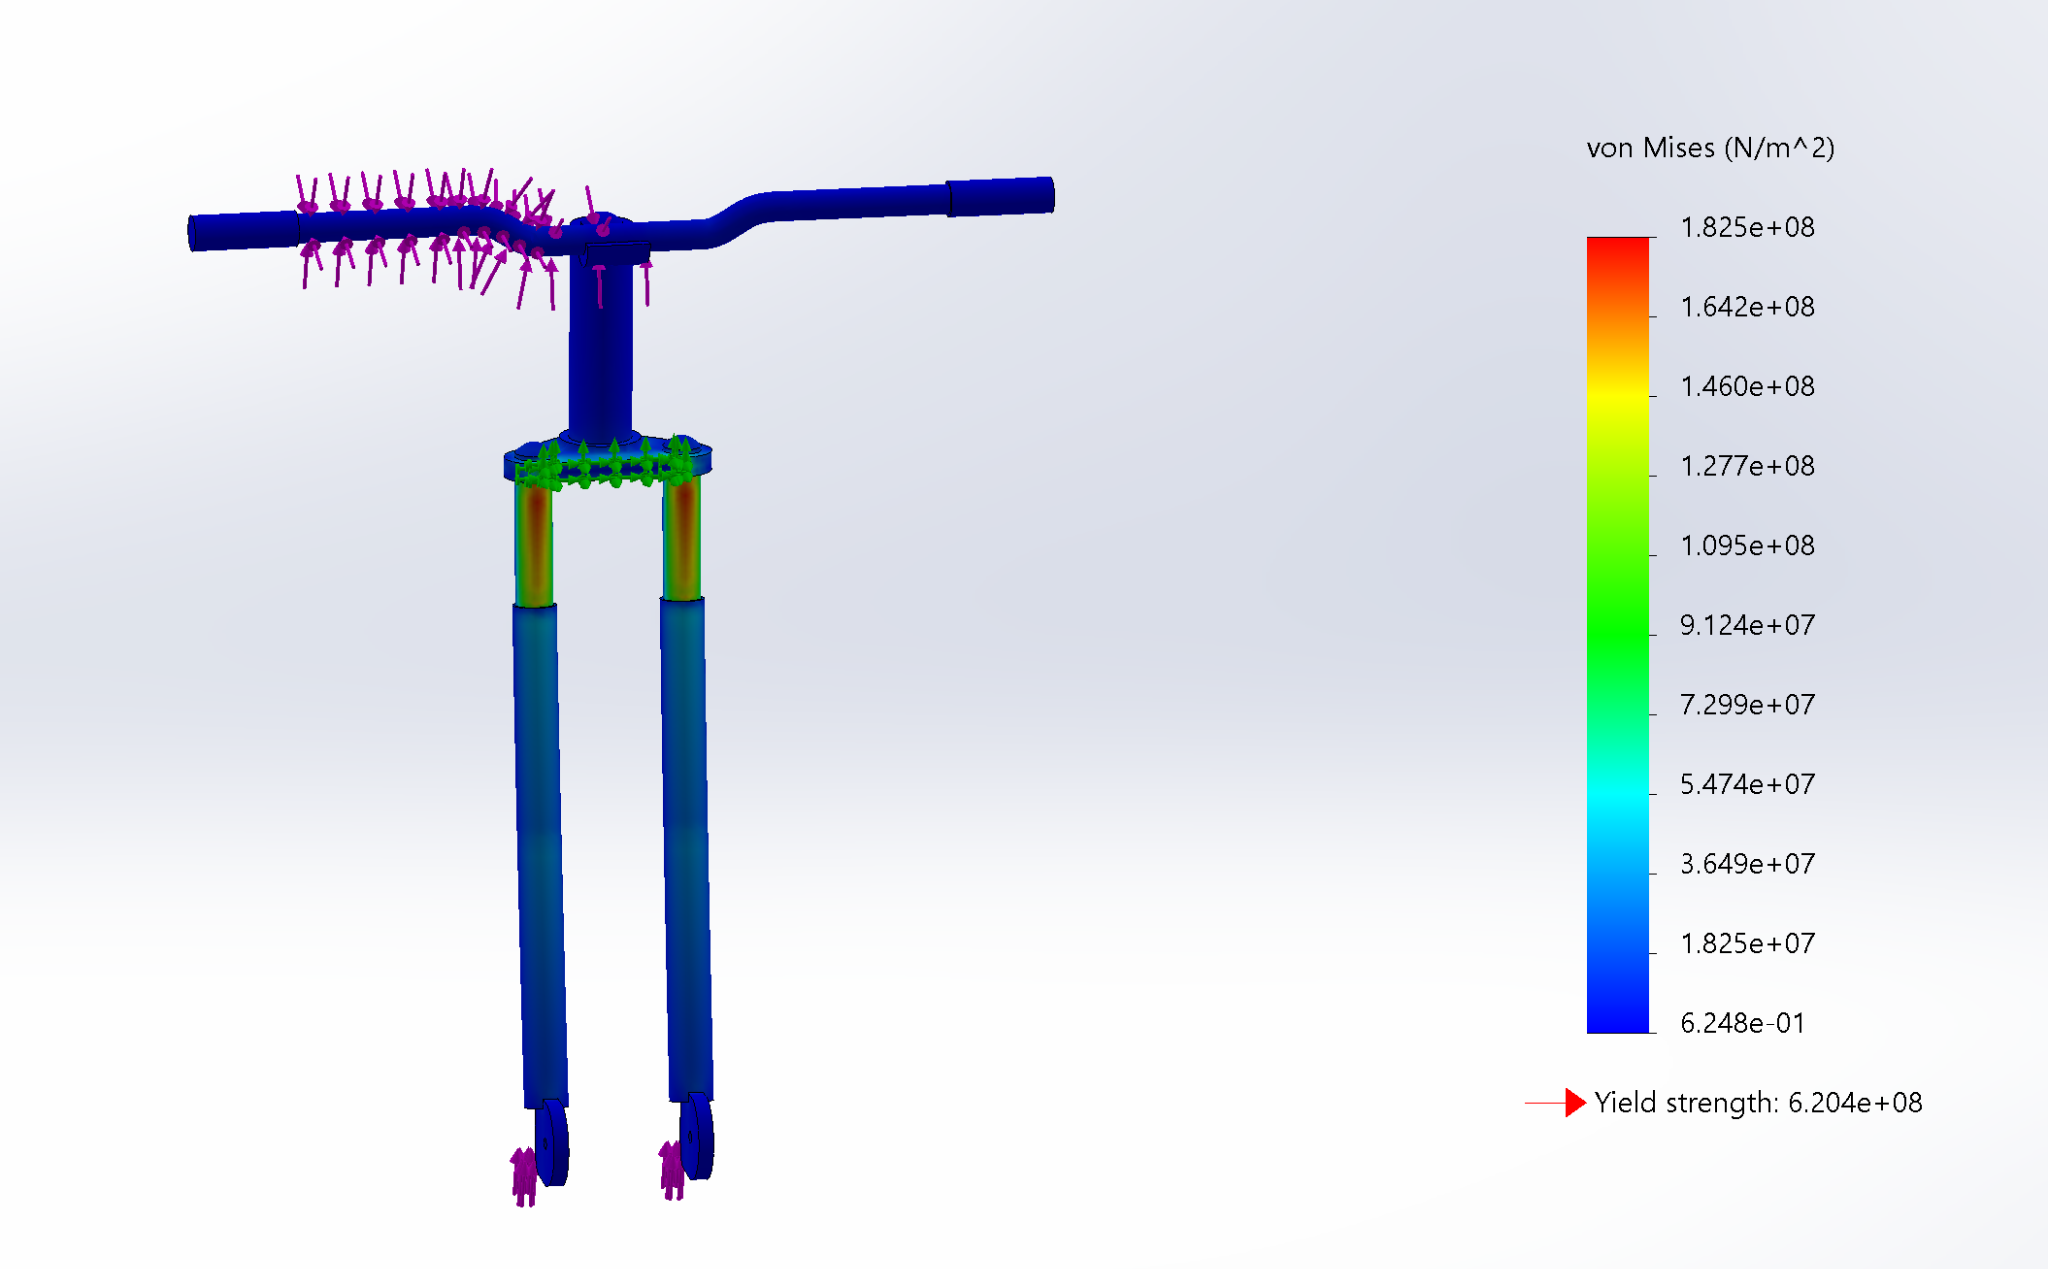 von Mises (N/m^2)
1.825e+08
1.642e+08
1.460e+08
1.277e+08
1.095e+08
9.124e+07
7.299e+07
5.474e+07
3.649e+07
1.825e+07
6.248e-01
Yield strength: 6.204e+08